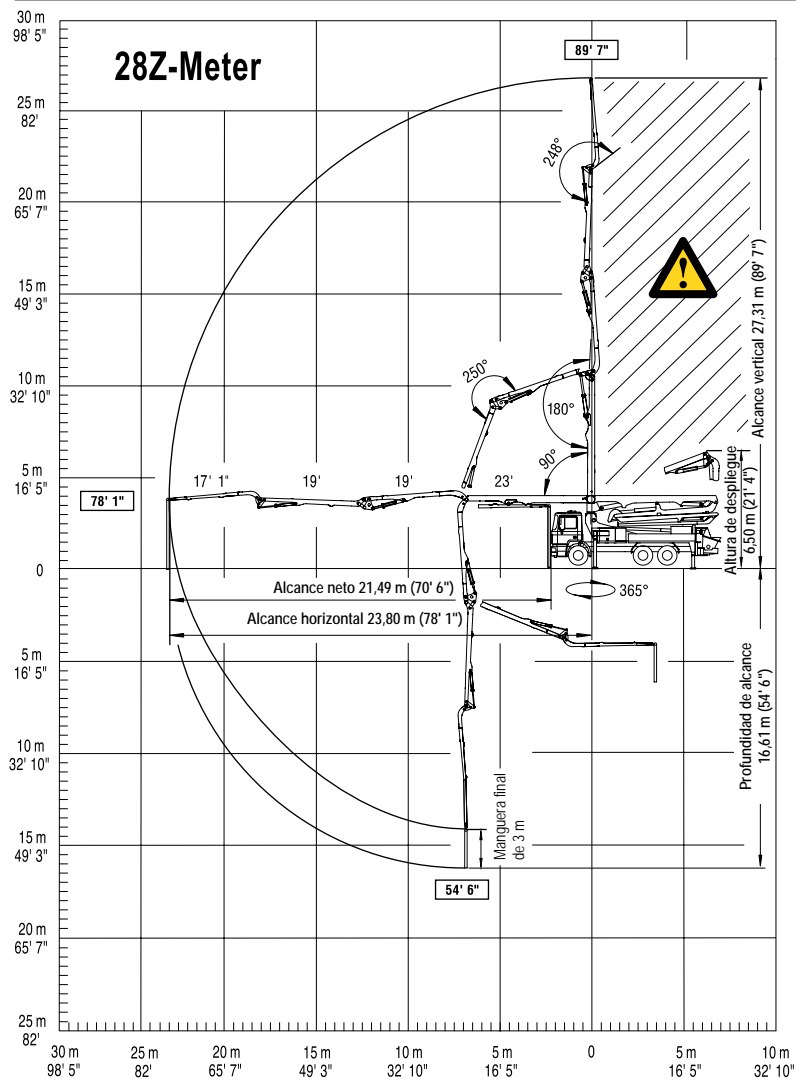 30 m
98' 5"
28Z-Meter
89' 7"
25 m
82'
248°
20 m
65' 7"
15 m
49' 3"
Alcance vertical 27,31 m (89' 7")
10 m
32' 10"
250°
180°
90°
5 m
16' 5"
17' 1"
19'
19'
23'
78' 1"
Altura de despliegue
6,50 m (21' 4")
0
Alcance neto 21,49 m (70' 6")
365°
Alcance horizontal 23,80 m (78' 1")
5 m
16' 5"
Profundidad de alcance
16,61 m (54' 6")
10 m
32' 10"
Manguera final
de 3 m
15 m
49' 3"
54' 6"
20 m
65' 7"
25 m
82'
30 m
98' 5"
25 m
82'
20 m
65' 7"
15 m
49' 3"
10 m
32' 10"
5 m
16' 5"
0
5 m
16' 5"
10 m
32' 10"